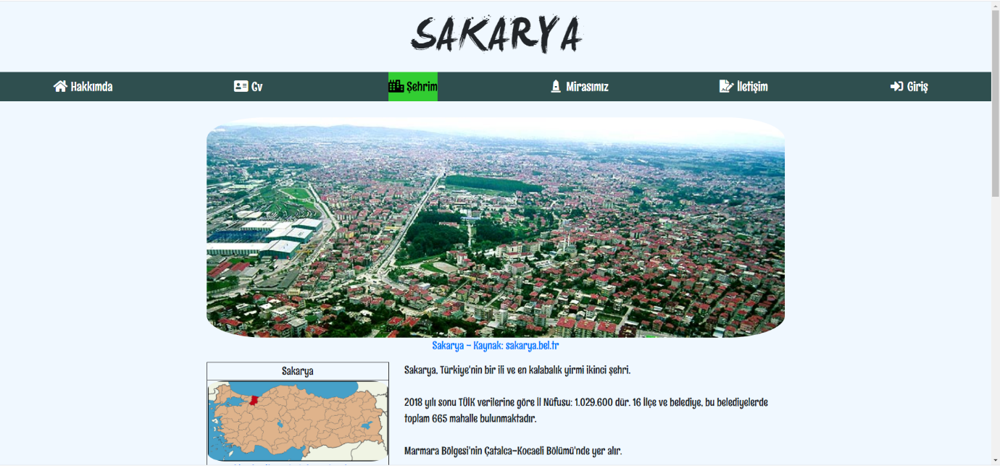 SAKARYA
Hakkımda Cv Şehrim Mirasımız İletişim Giriş
Sakarya - Kaynak: sakarya.bel.tr
Sakarya
Sakarya, Türkiye'nin bir ili ve en kalabalık yirmi ikinci şehri.
2018 yılı sonu TÜİK verilerine göre İl Nüfusu: 1.029.600 dür. 16 İlçe ve belediye, bu belediyelerde
toplam 665 mahalle bulunmaktadır.
Marmara Bölgesi'nin Çatalca-Kocaeli Bölümü'nde yer alır.